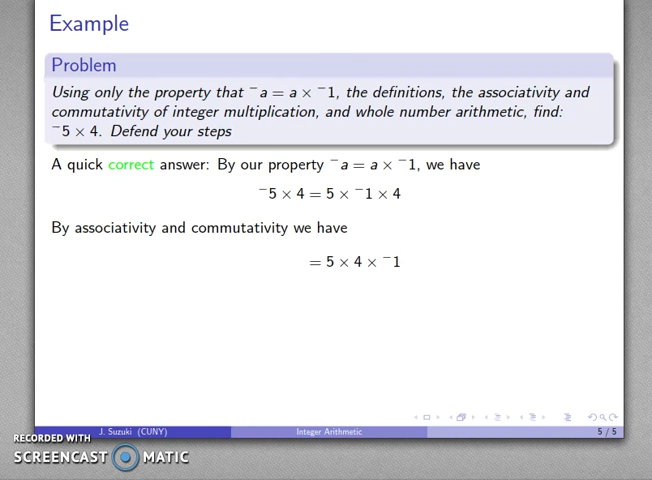 Example
Problem
Using only the property that ⁻a = a × ⁻1, the definitions, the associativity and
commutativity of integer multiplication, and whole number arithmetic, find:
⁻5 × 4. Defend your steps
A quick correct answer: By our property ⁻a = a × ⁻1, we have
⁻5 × 4 = 5 × ⁻1 × 4
By associativity and commutativity we have
= 5 × 4 × ⁻1
J. Suzuki (CUNY) Integer Arithmetic 5 / 5
RECORDED WITH
SCREENCAST MATIC